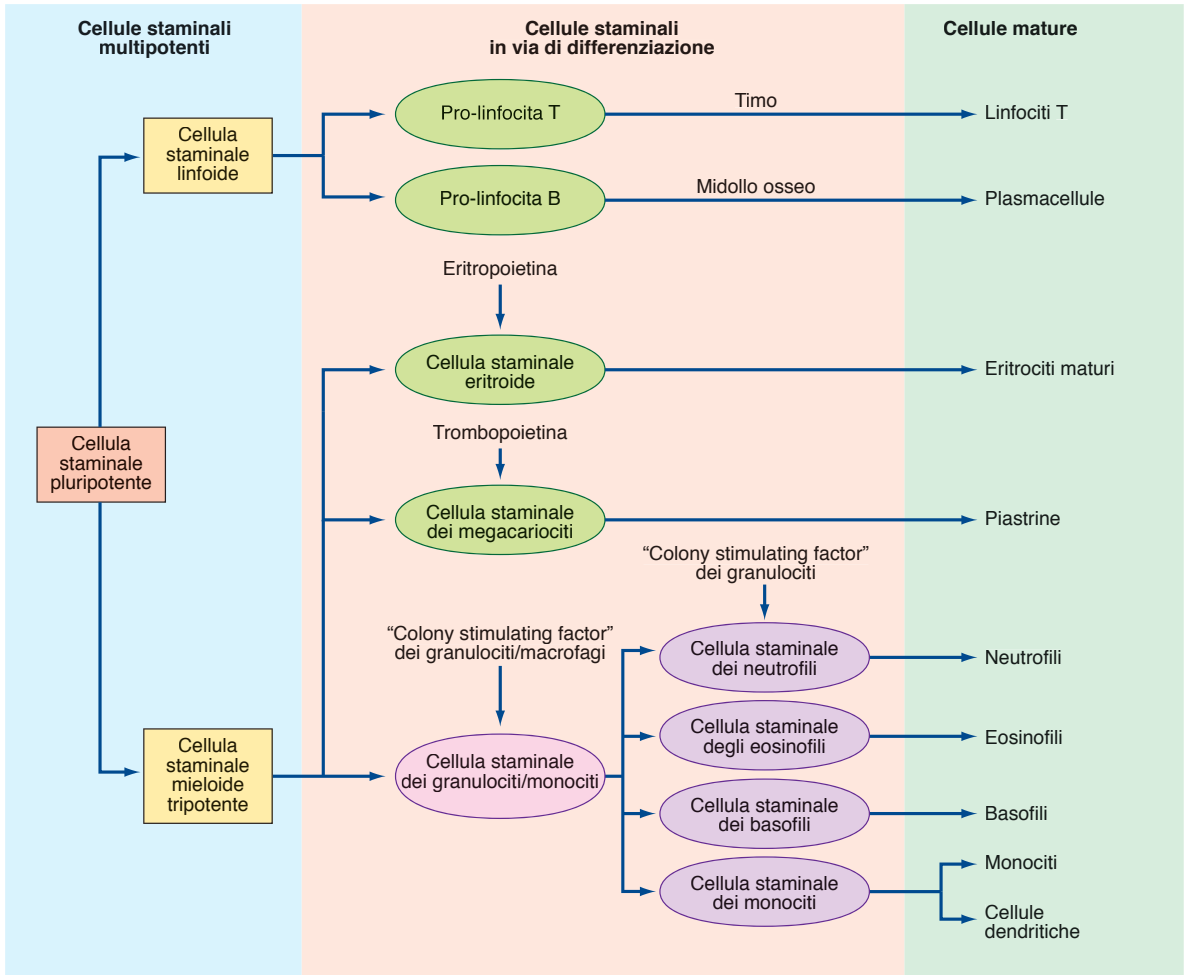 Cellule staminali
multipotenti
Cellule staminali
in via di differenziazione
Cellule mature
Cellula
staminale
linfoide
Pro-linfocita T
Timo
Linfociti T
Pro-linfocita B
Midollo osseo
Plasmacellule
Eritropoietina
Cellula staminale
eritroide
Eritrociti maturi
Cellula
staminale
pluripotente
Trombopoietina
Cellula staminale
dei megacariociti
Piastrine
“Colony stimulating factor”
dei granulociti
“Colony stimulating factor”
dei granulociti/macrofagi
Cellula staminale
dei neutrofili
Neutrofili
Cellula staminale
degli eosinofili
Eosinofili
Cellula
staminale
mieloide
tripotente
Cellula staminale
dei granulociti/monociti
Cellula staminale
dei basofili
Basofili
Cellula staminale
dei monociti
Monociti
Cellule
dendritiche